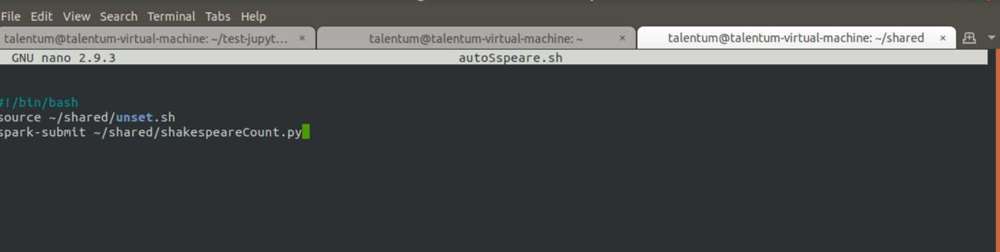 File Edit View Search Terminal Tabs Help
talentum@talentum-virtual-machine: ~/test-jupyt... × talentum@talentum-virtual-machine: ~ × talentum@talentum-virtual-machine: ~/shared ×
GNU nano 2.9.3 autoSspeare.sh
#!/bin/bash
source ~/shared/unset.sh
spark-submit ~/shared/shakespeareCount.py